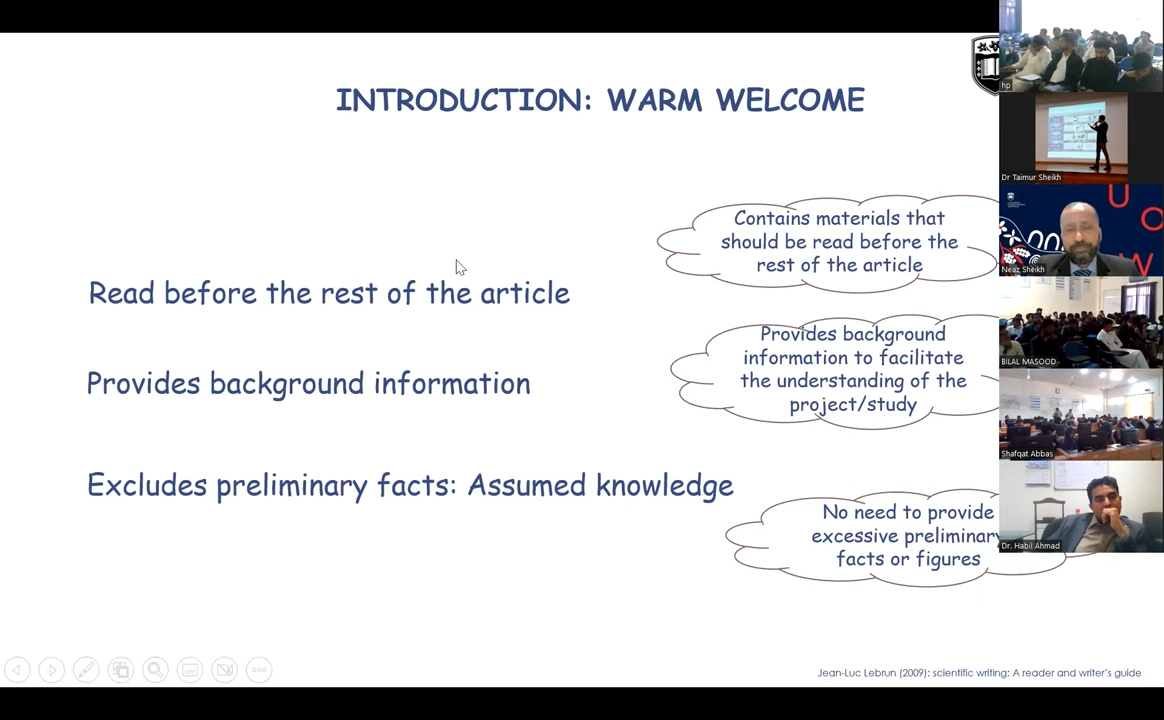 INTRODUCTION: WARM WELCOME
Contains materials that
should be read before the
rest of the article
Read before the rest of the article
Provides background
information to facilitate
the understanding of the
project/study
Provides background information
Excludes preliminary facts: Assumed knowledge
No need to provide
excessive preliminary
facts or figures
Jean-Luc Lebrun (2009): scientific writing: A reader and writer's guide
hp
Dr Taimur Sheikh
U
O
W
Neaz Sheikh
BILAL MASOOD
Shafqat Abbas
Dr. Habil Ahmad